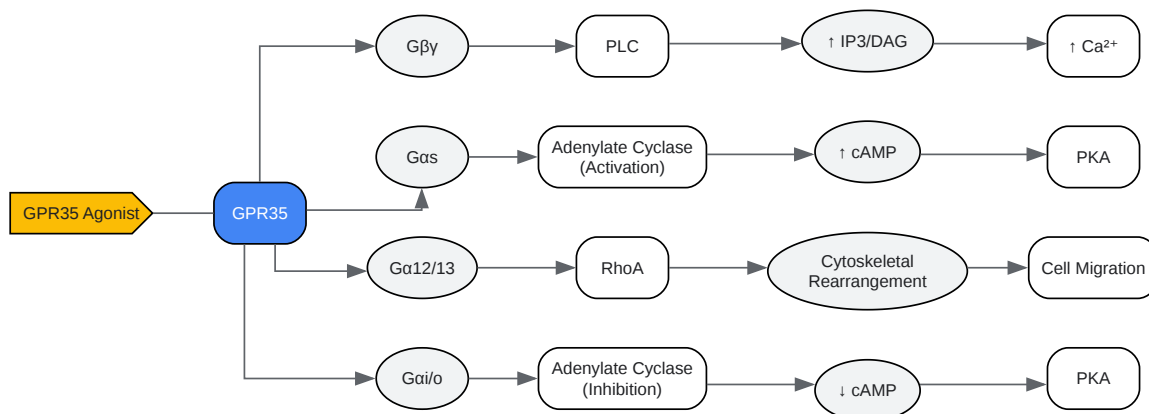 Gβγ
PLC
↑ IP3/DAG
↑ Ca²⁺
Gαs
Adenylate Cyclase
(Activation)
↑ cAMP
PKA
GPR35 Agonist
GPR35
Gα12/13
RhoA
Cytoskeletal
Rearrangement
Cell Migration
Gαi/o
Adenylate Cyclase
(Inhibition)
↓ cAMP
PKA